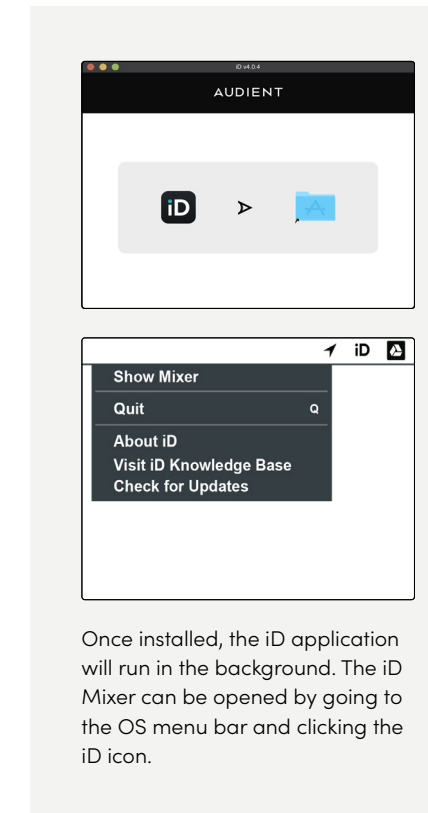 iD v4.0.4
AUDIENT
iD
iD
Show Mixer
Quit Q
About iD
Visit iD Knowledge Base
Check for Updates
Once installed, the iD application
will run in the background. The iD
Mixer can be opened by going to
the OS menu bar and clicking the
iD icon.